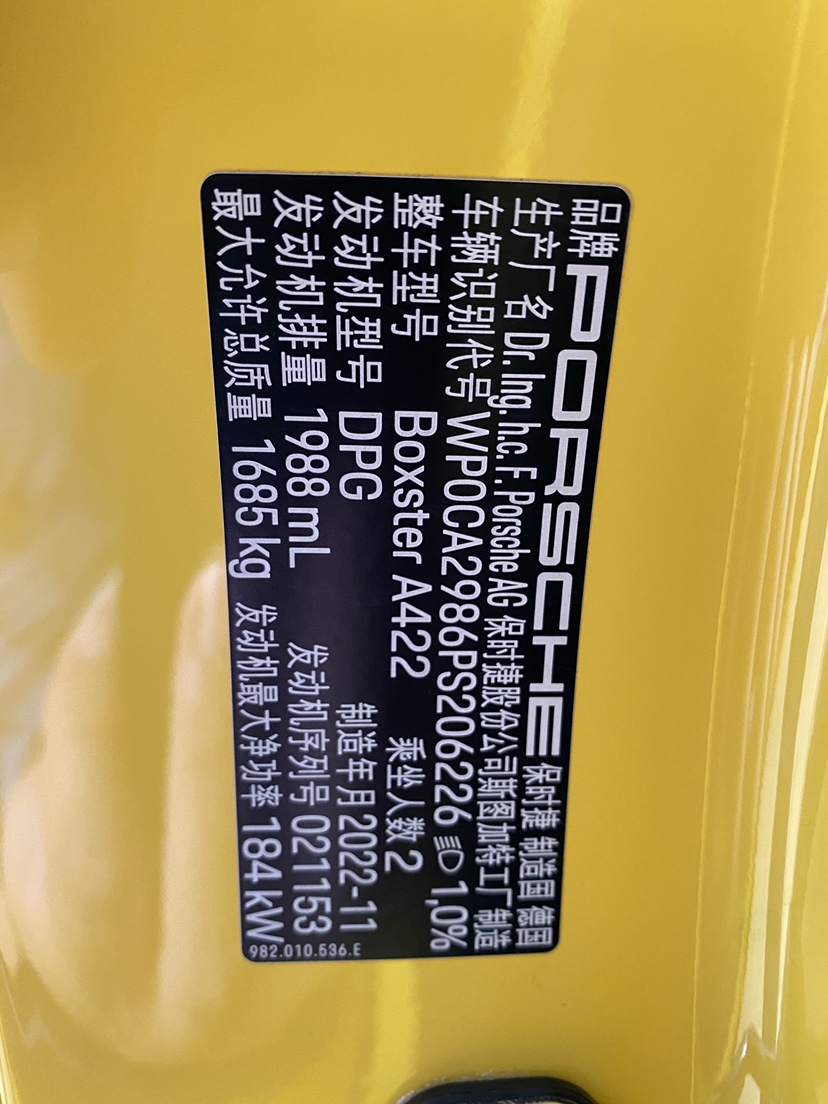 品牌 PORSCHE 保时捷 制造国 德国
生产厂名 Dr. Ing. h.c. F. Porsche AG 保时捷股份公司斯图加特工厂 制造
车辆识别代号 WP0CA2986PS206226 1,0%
整车型号 Boxster A422 乘坐人数 2
发动机型号 DPG 制造年月 2022-11
发动机排量 1988 mL 发动机序列号 021153
最大允许总质量 1685 kg 发动机最大净功率 184 kW
982.010.536.E